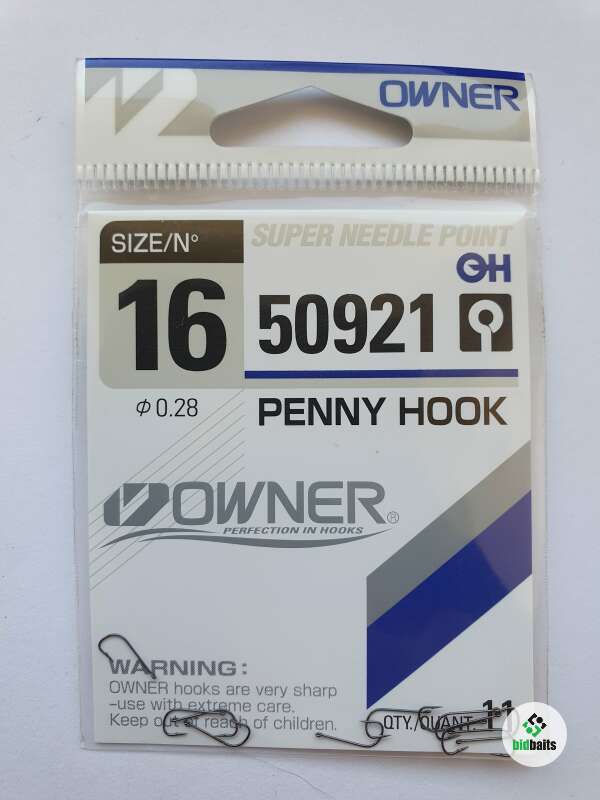 OWNER
SIZE/N°
SUPER NEEDLE POINT
OH
16
50921
Φ 0.28
PENNY HOOK
OWNER®
PERFECTION IN HOOKS
WARNING:
OWNER hooks are very sharp
-use with extreme care.
Keep out of reach of children.
QTY./QUANT.
bidbaits